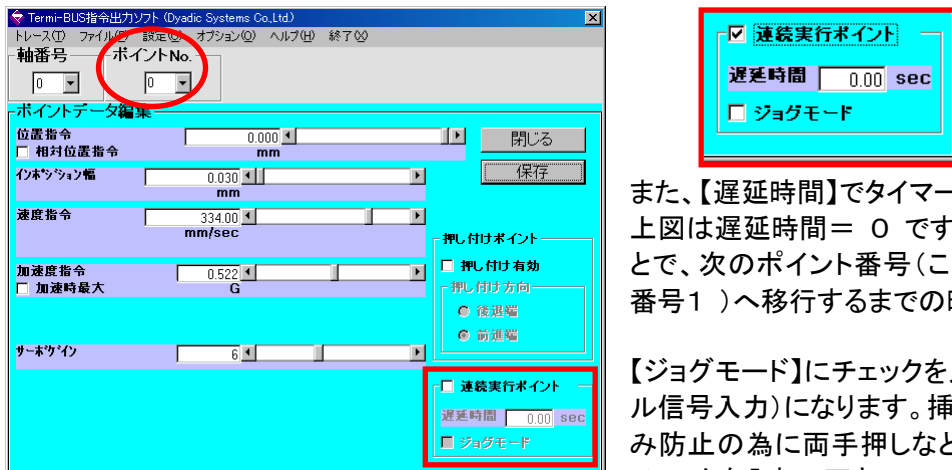 Termi-BUS指令出力ソフト (Dyadic Systems Co.,Ltd.)
トレース(T) ファイル(F) 設定(C) オプション(O) ヘルプ(H) 終了(X)
軸番号 ポイントNo.
0 0
ポイントデータ編集
位置指令 0.000
相対位置指令 mm
閉じる
インポジション幅 0.030
mm
保存
速度指令 334.00
mm/sec
加速度指令 0.522
加速時最大 G
サーボゲイン 6
押し付けポイント
押し付け有効
押し付け方向
後退端
前進端
連続実行ポイント
遅延時間 0.00 sec
ジョグモード
連続実行ポイント
遅延時間 0.00 sec
ジョグモード
また、【遅延時間】でタイマー
上図は遅延時間= 0 です
とで、次のポイント番号(こ
番号1 )へ移行するまでの
【ジョグモード】にチェックを
ル信号入力)になります。挿
み防止の為に両手押しなど